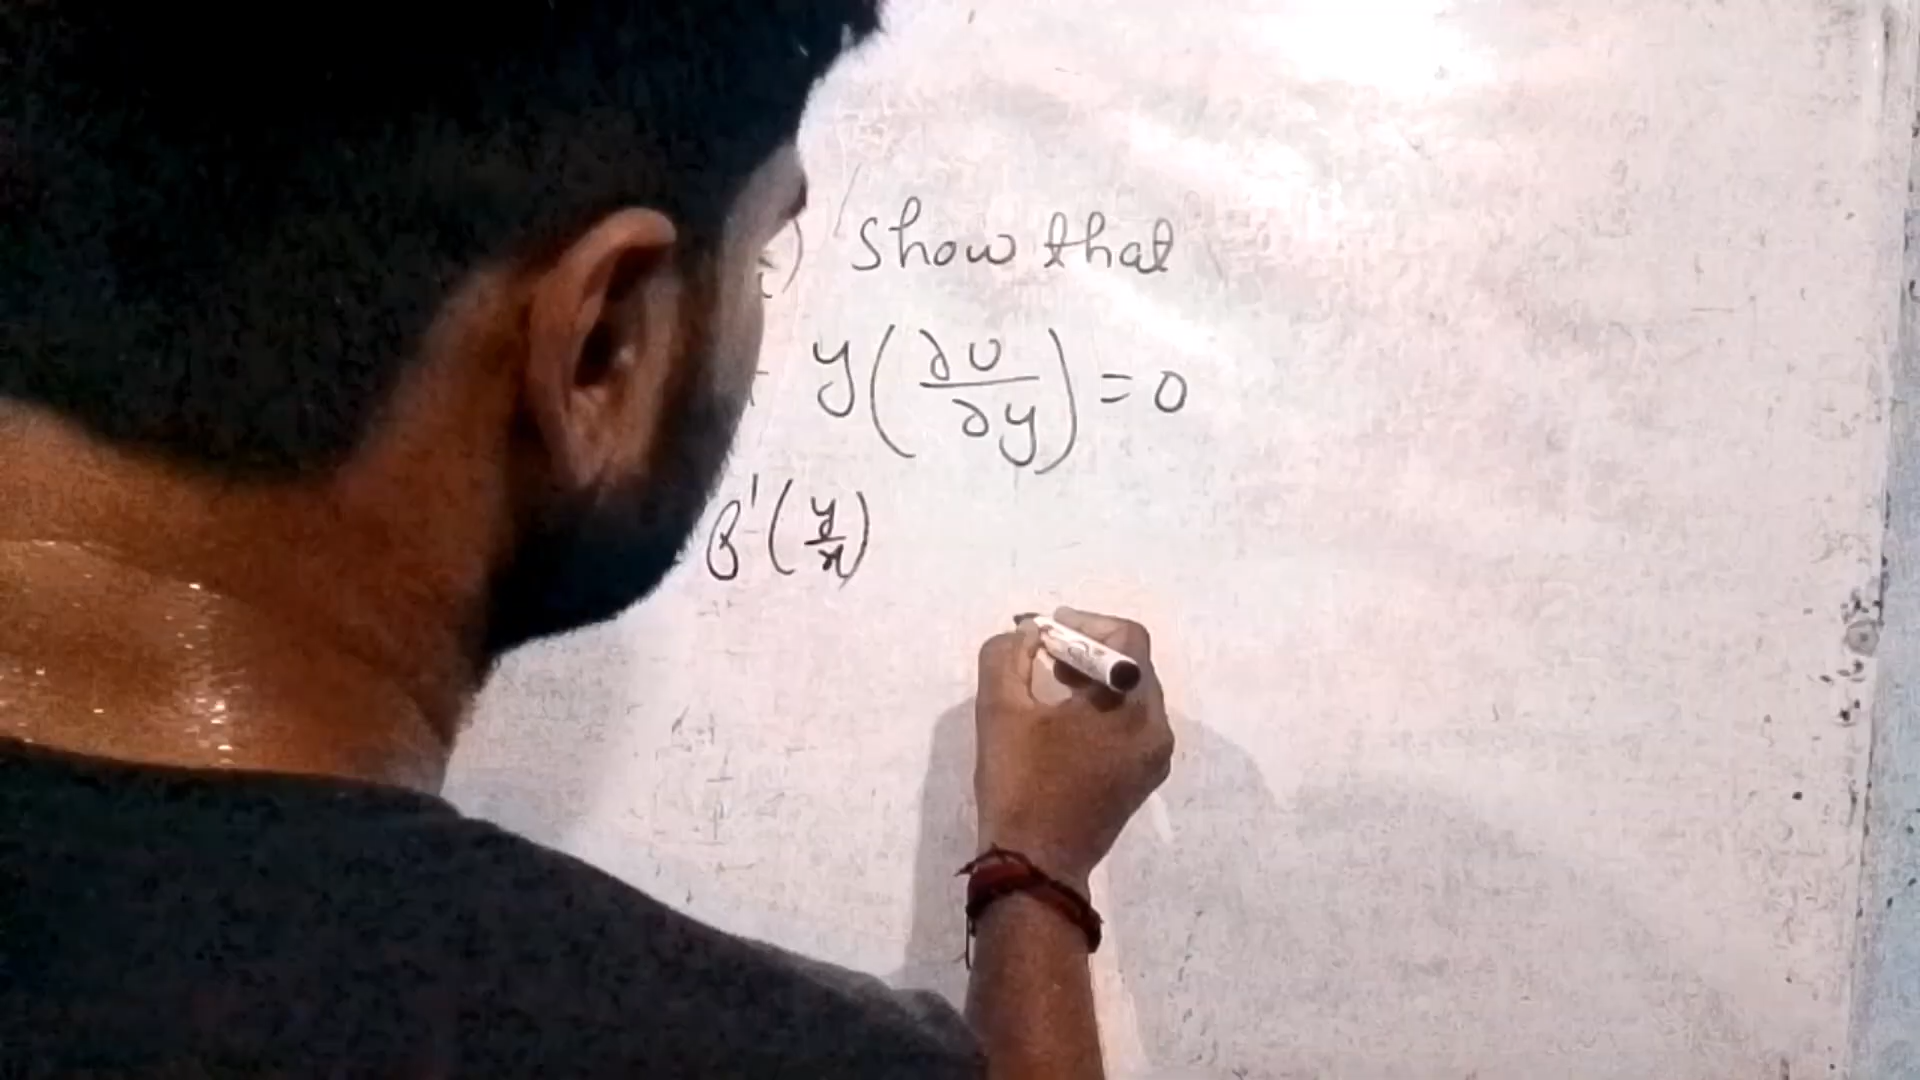 ) Show that
y(∂u/∂y) = 0
f'(y/x)